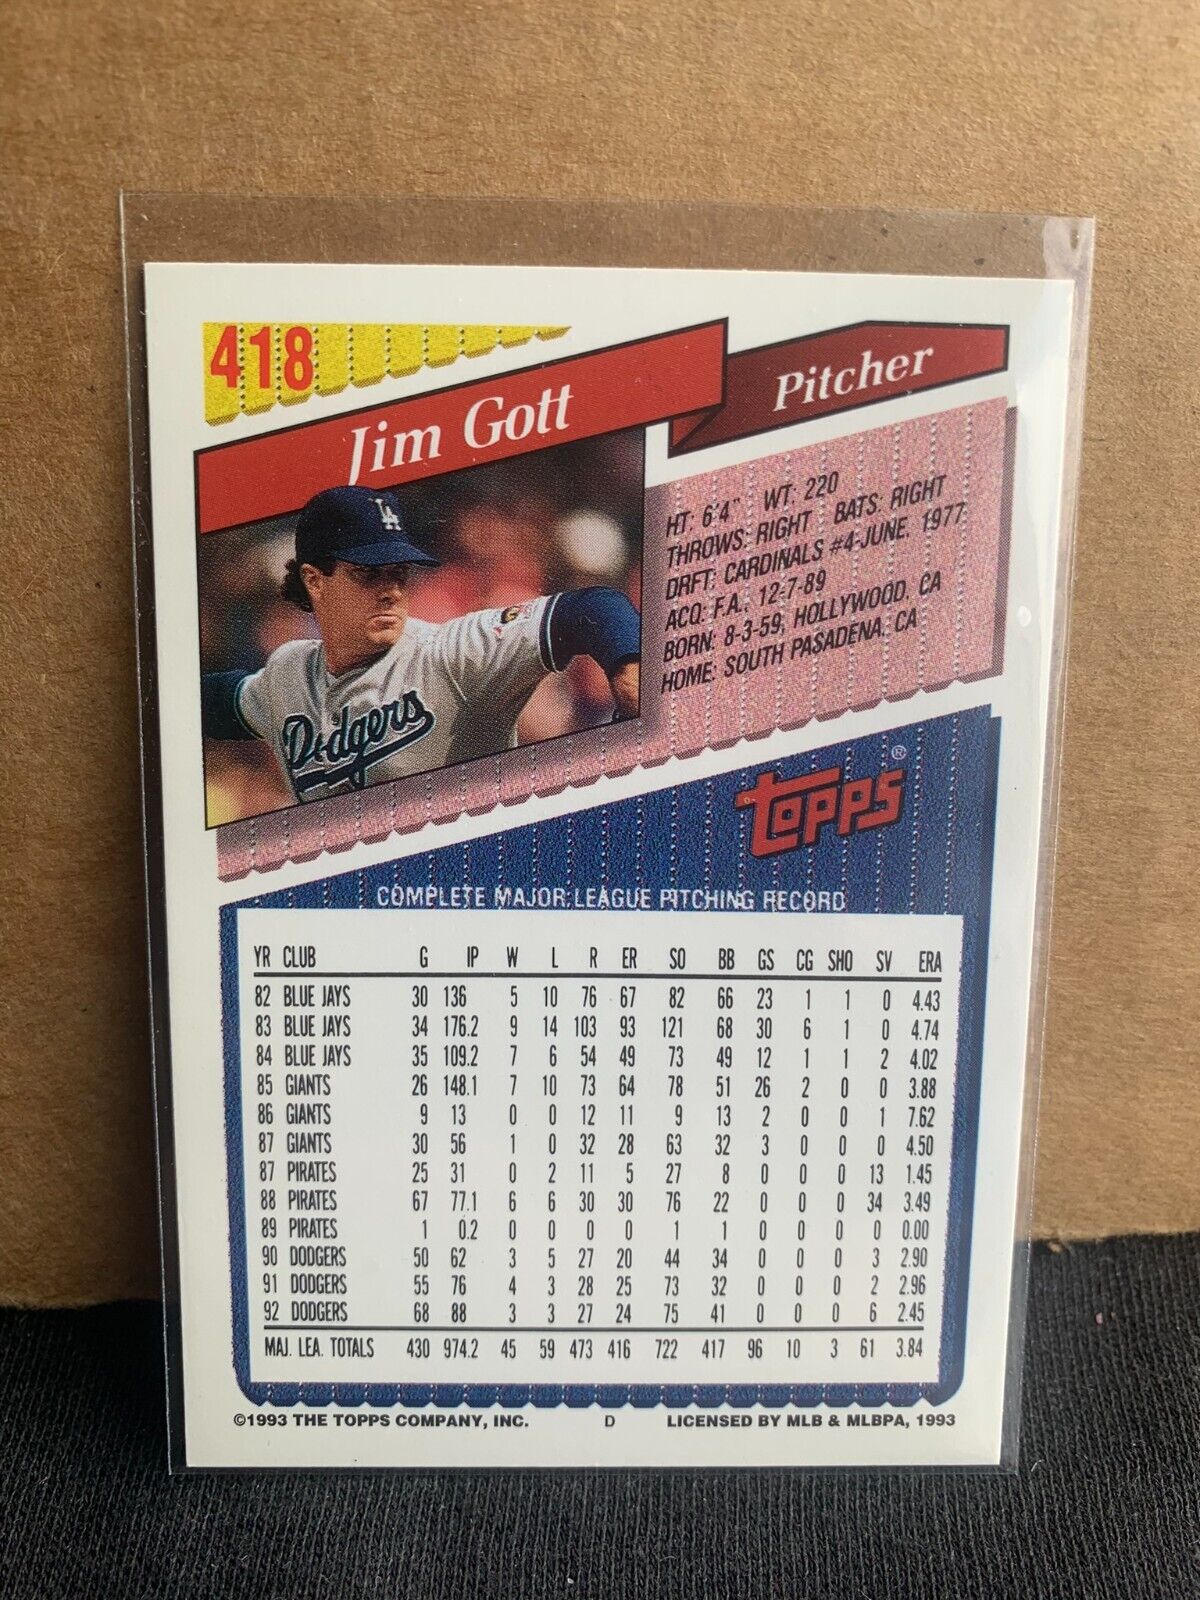 418
Jim Gott
Pitcher
LA
Dodgers
HT: 6'4" WT: 220
THROWS: RIGHT BATS: RIGHT
DRFT: CARDINALS #4-JUNE, 1977
ACQ: F.A., 12-7-89
BORN: 8-3-59, HOLLYWOOD, CA
HOME: SOUTH PASADENA, CA
TOPPS®
COMPLETE MAJOR LEAGUE PITCHING RECORD
YR CLUB G IP W L R ER SO BB GS CG SHO SV ERA
82 BLUE JAYS 30 136 5 10 76 67 82 66 23 1 1 0 4.43
83 BLUE JAYS 34 176.2 9 14 103 93 121 68 30 6 1 0 4.74
84 BLUE JAYS 35 109.2 7 6 54 49 73 49 12 1 1 2 4.02
85 GIANTS 26 148.1 7 10 73 64 78 51 26 2 0 0 3.88
86 GIANTS 9 13 0 0 12 11 9 13 2 0 0 1 7.62
87 GIANTS 30 56 1 0 32 28 63 32 3 0 0 0 4.50
87 PIRATES 25 31 0 2 11 5 27 8 0 0 0 13 1.45
88 PIRATES 67 77.1 6 6 30 30 76 22 0 0 0 34 3.49
89 PIRATES 1 0.2 0 0 0 0 1 1 0 0 0 0 0.00
90 DODGERS 50 62 3 5 27 20 44 34 0 0 0 3 2.90
91 DODGERS 55 76 4 3 28 25 73 32 0 0 0 2 2.96
92 DODGERS 68 88 3 3 27 24 75 41 0 0 0 6 2.45
MAJ. LEA. TOTALS 430 974.2 45 59 473 416 722 417 96 10 3 61 3.84
©1993 THE TOPPS COMPANY, INC. D LICENSED BY MLB & MLBPA, 1993